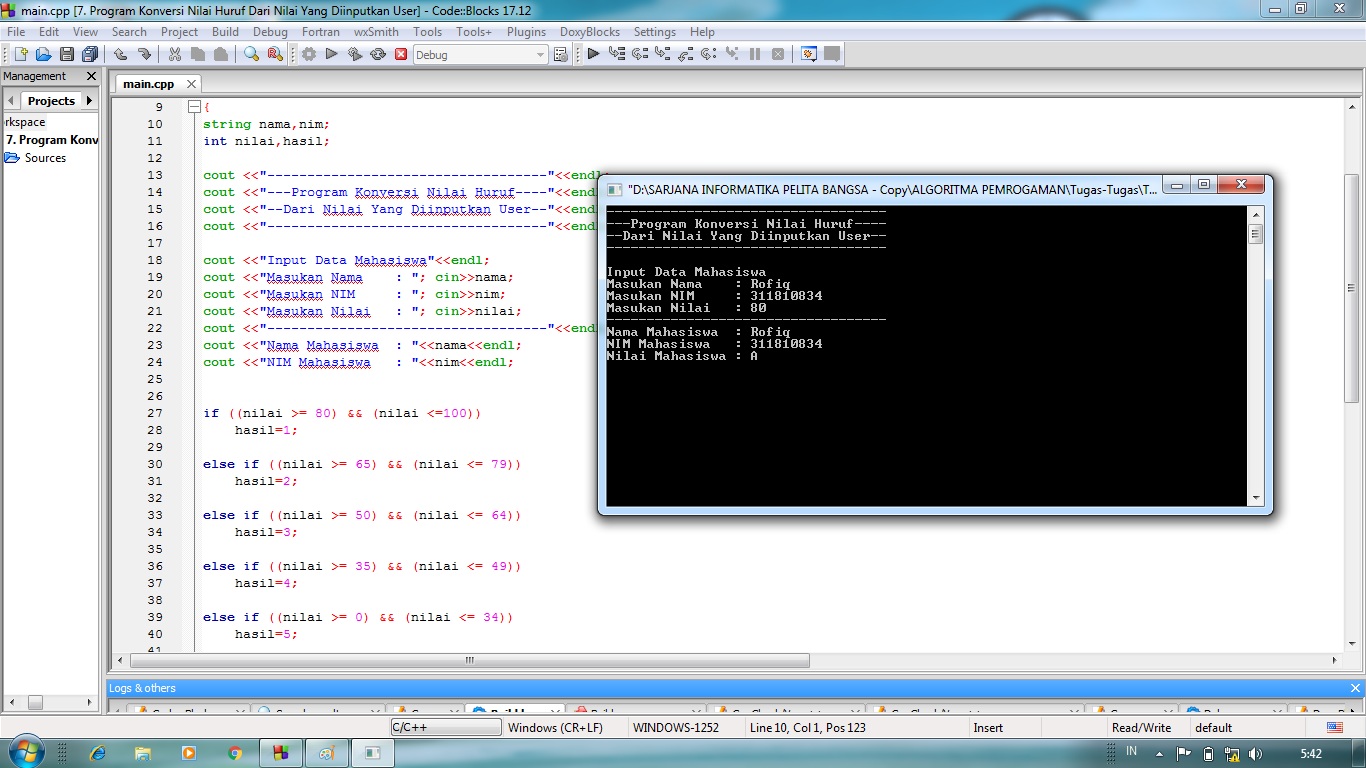 main.cpp [7. Program Konversi Nilai Huruf Dari Nilai Yang Diinputkan User] - Code::Blocks 17.12
File Edit View Search Project Build Debug Fortran wxSmith Tools Tools+ Plugins DoxyBlocks Settings Help
Debug
Management
main.cpp
Projects
rkspace
7. Program Konv
Sources
9 {
10 string nama,nim;
11 int nilai,hasil;
12
13 cout <<"-----------------------------------"<<endl
14 cout <<"---Program Konversi Nilai Huruf----"<<endl
15 cout <<"--Dari Nilai Yang Diinputkan User--"<<endl
16 cout <<"-----------------------------------"<<endl
17
18 cout <<"Input Data Mahasiswa"<<endl;
19 cout <<"Masukan Nama    : "; cin>>nama;
20 cout <<"Masukan NIM     : "; cin>>nim;
21 cout <<"Masukan Nilai   : "; cin>>nilai;
22 cout <<"-----------------------------------"<<endl
23 cout <<"Nama Mahasiswa  : "<<nama<<endl;
24 cout <<"NIM Mahasiswa   : "<<nim<<endl;
25
26
27 if ((nilai >= 80) && (nilai <=100))
28     hasil=1;
29
30 else if ((nilai >= 65) && (nilai <= 79))
31     hasil=2;
32
33 else if ((nilai >= 50) && (nilai <= 64))
34     hasil=3;
35
36 else if ((nilai >= 35) && (nilai <= 49))
37     hasil=4;
38
39 else if ((nilai >= 0) && (nilai <= 34))
40     hasil=5;
41
"D:\SARJANA INFORMATIKA PELITA BANGSA - Copy\ALGORITMA PEMROGAMAN\Tugas-Tugas\T...
-----------------------------------
---Program Konversi Nilai Huruf----
--Dari Nilai Yang Diinputkan User--
-----------------------------------
Input Data Mahasiswa
Masukan Nama    : Rofiq
Masukan NIM     : 311810834
Masukan Nilai   : 80
-----------------------------------
Nama Mahasiswa  : Rofiq
NIM Mahasiswa   : 311810834
Nilai Mahasiswa : A
Logs & others
C/C++ Windows (CR+LF) WINDOWS-1252 Line 10, Col 1, Pos 123 Insert Read/Write default
IN 5:42